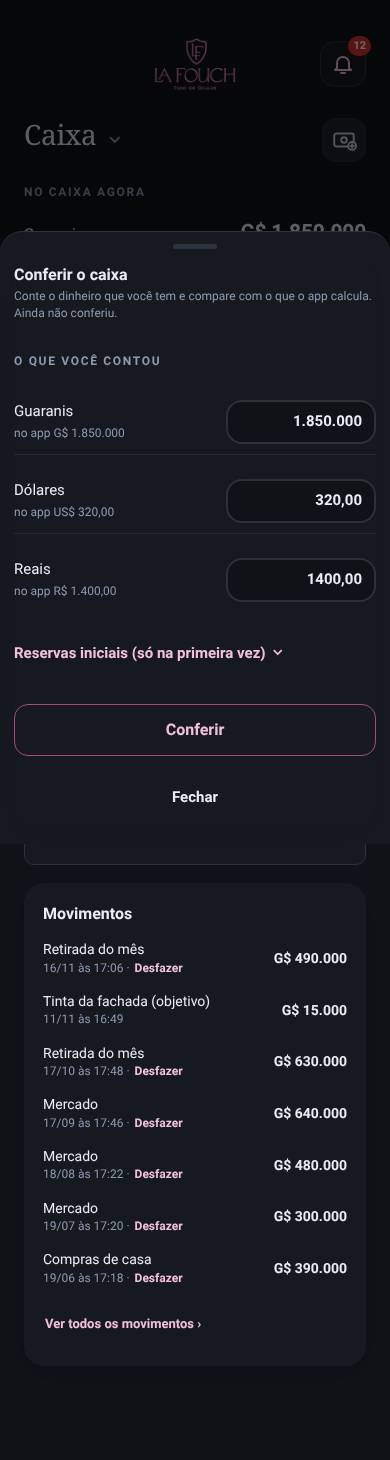 12
LA FOUCH
Caixa
NO CAIXA AGORA
G$ 1.850.000
Conferir o caixa
Conte o dinheiro que você tem e compare com o que o app calcula.
Ainda não conferiu.
O QUE VOCÊ CONTOU
Guaranis
1.850.000
no app G$ 1.850.000
Dólares
320,00
no app US$ 320,00
Reais
1400,00
no app R$ 1.400,00
Reservas iniciais (só na primeira vez)
Conferir
Fechar
Movimentos
Retirada do mês
G$ 490.000
16/11 às 17:06 · Desfazer
Tinta da fachada (objetivo)
G$ 15.000
11/11 às 16:49
Retirada do mês
G$ 630.000
17/10 às 17:48 · Desfazer
Mercado
G$ 640.000
17/09 às 17:46 · Desfazer
Mercado
G$ 480.000
18/08 às 17:22 · Desfazer
Mercado
G$ 300.000
19/07 às 17:20 · Desfazer
Compras de casa
G$ 390.000
19/06 às 17:18 · Desfazer
Ver todos os movimentos ›